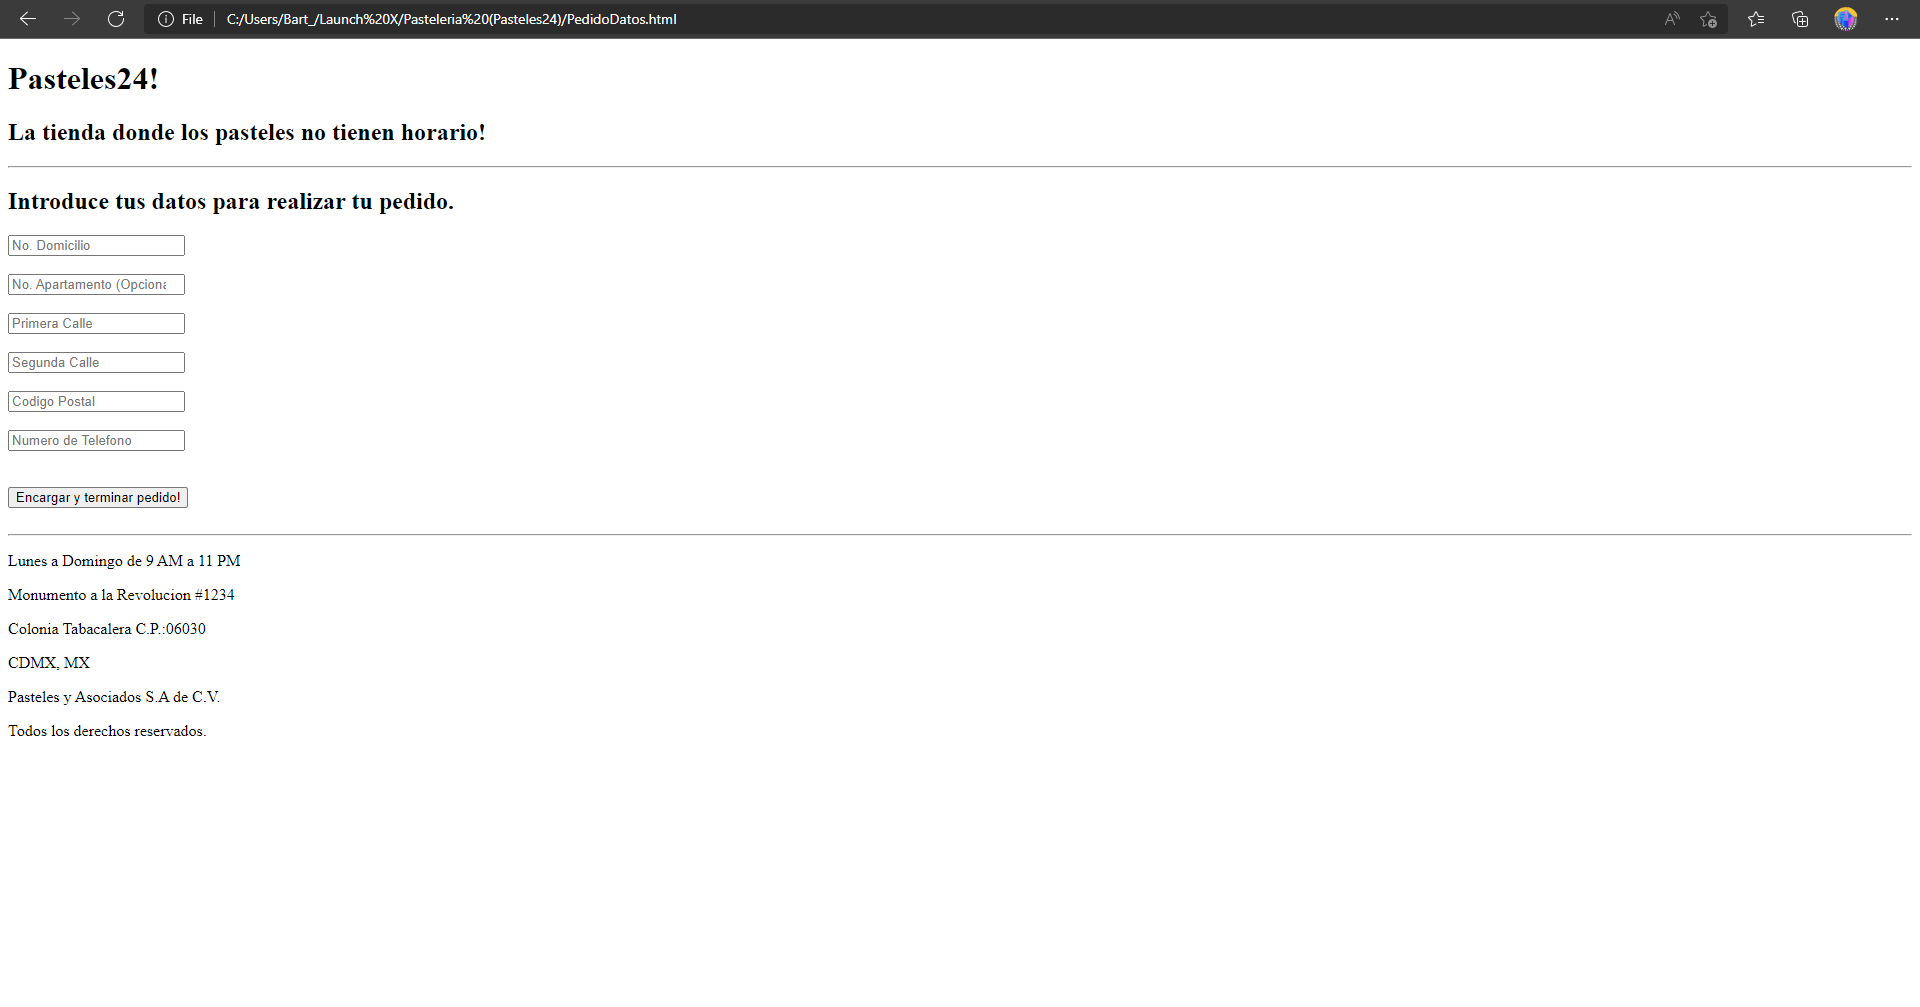 File C:/Users/Bart_/Launch%20X/Pasteleria%20(Pasteles24)/PedidoDatos.html
Pasteles24!
La tienda donde los pasteles no tienen horario!
Introduce tus datos para realizar tu pedido.
No. Domicilio
No. Apartamento (Opciona
Primera Calle
Segunda Calle
Codigo Postal
Numero de Telefono
Encargar y terminar pedido!
Lunes a Domingo de 9 AM a 11 PM
Monumento a la Revolucion #1234
Colonia Tabacalera C.P.:06030
CDMX, MX
Pasteles y Asociados S.A de C.V.
Todos los derechos reservados.